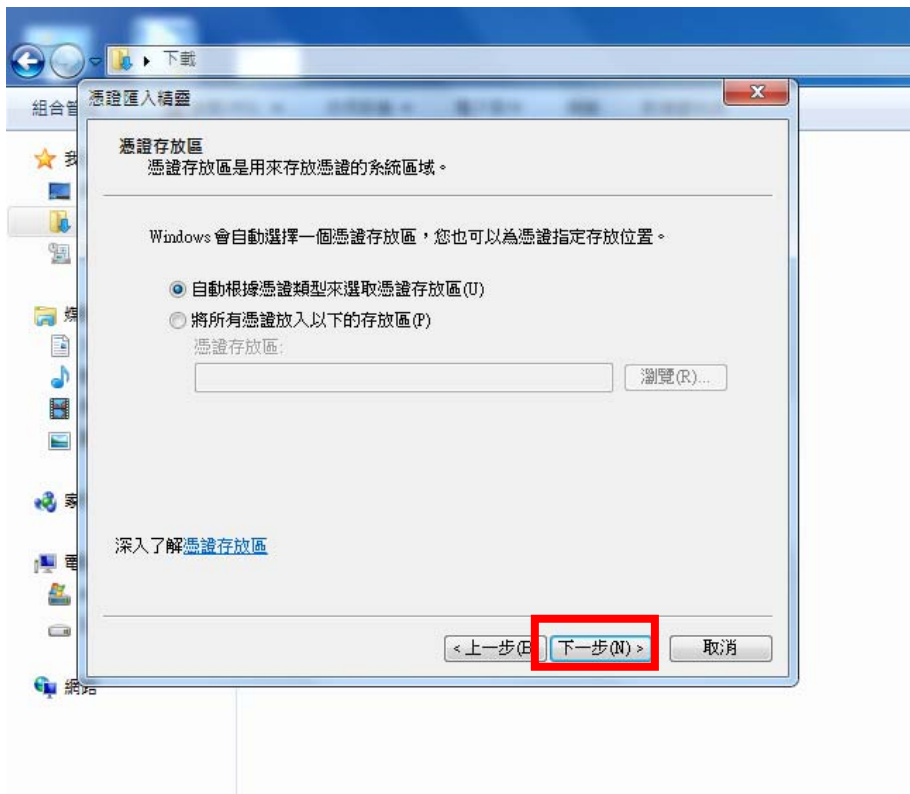 下載
憑證匯入精靈
組合管
憑證存放區
憑證存放區是用來存放憑證的系統區域。
我
Windows 會自動選擇一個憑證存放區，您也可以為憑證指定存放位置。
自動根據憑證類型來選取憑證存放區(U)
將所有憑證放入以下的存放區(P)
媒
憑證存放區:
瀏覽(R)...
家
深入了解憑證存放區
電
<上一步(B
下一步(N) >
取消
網路